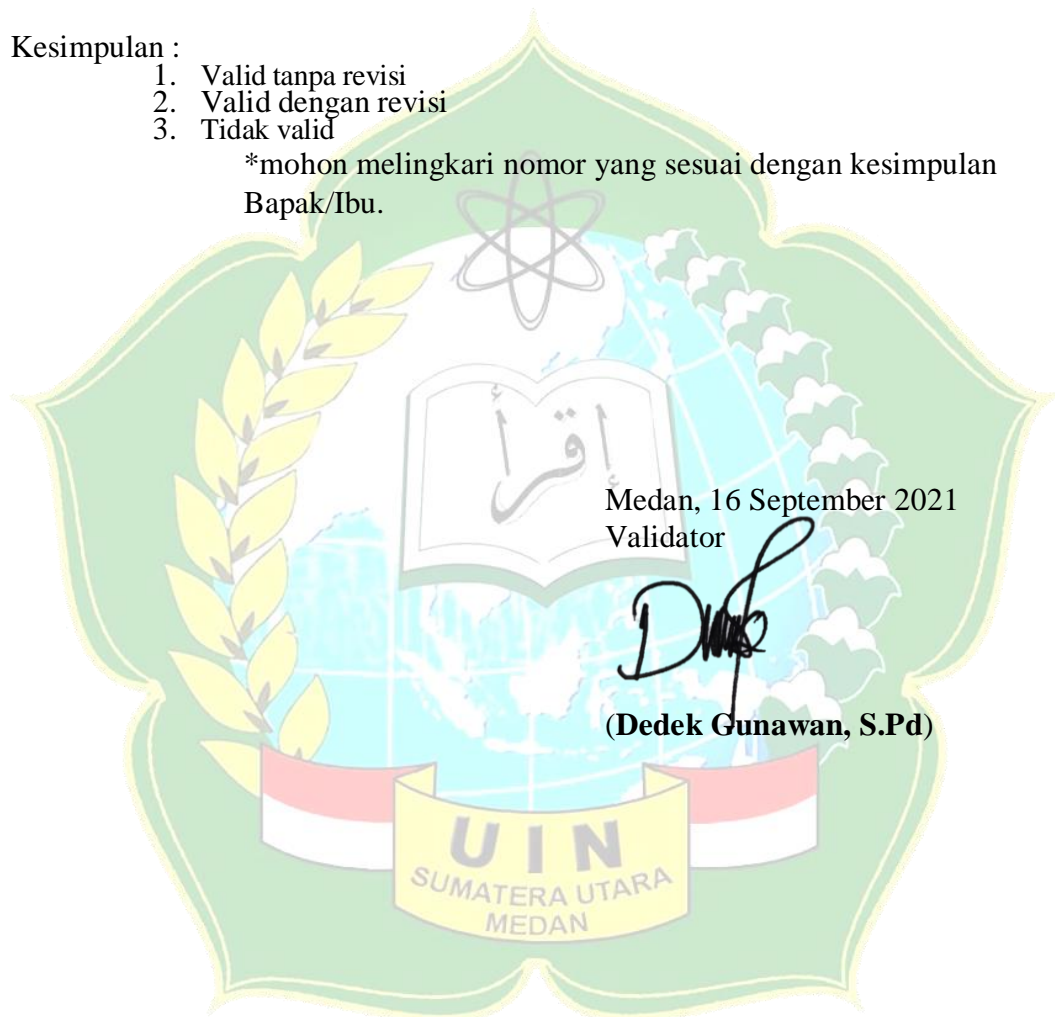 Kesimpulan :
1. Valid tanpa revisi
2. Valid dengan revisi
3. Tidak valid
*mohon melingkari nomor yang sesuai dengan kesimpulan
Bapak/Ibu.
إقرأ
Medan, 16 September 2021
Validator
(Dedek Gunawan, S.Pd)
UIN
SUMATERA UTARA
MEDAN